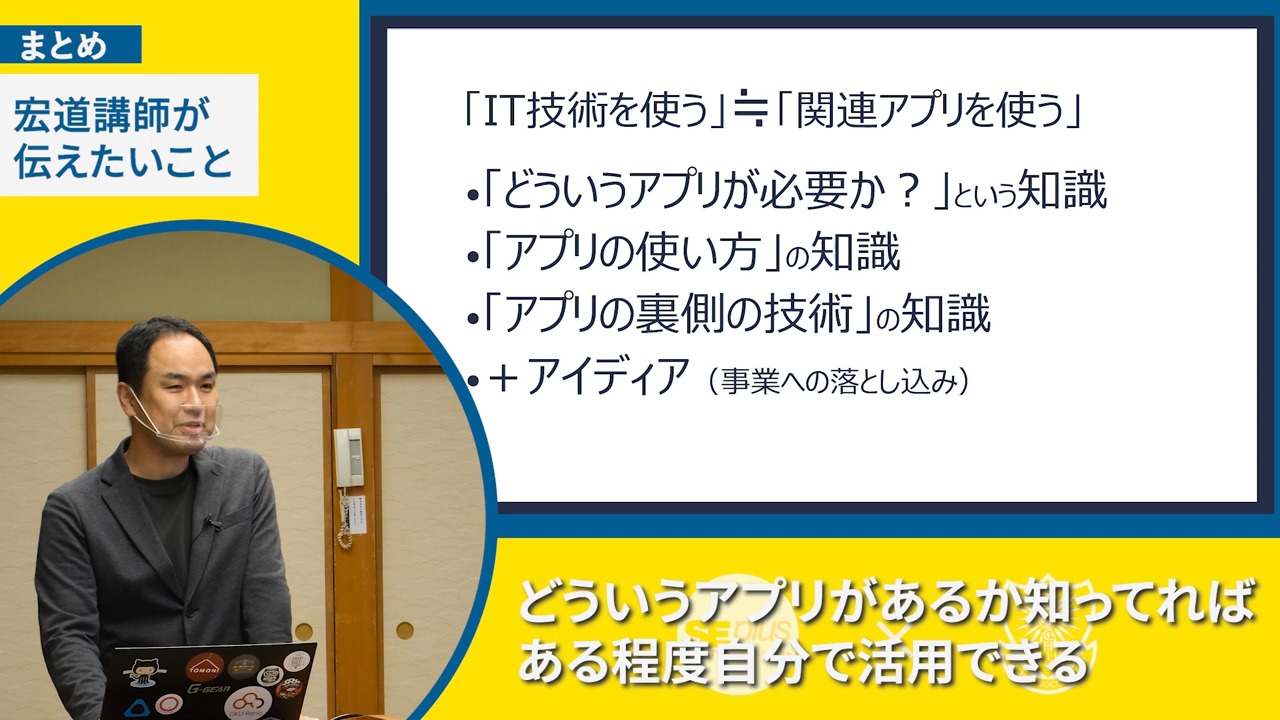 まとめ
宏道講師が
伝えたいこと
「IT技術を使う」≒「関連アプリを使う」
•「どういうアプリが必要か？」という知識
•「アプリの使い方」の知識
•「アプリの裏側の技術」の知識
•＋アイディア（事業への落とし込み）
TOMONI
G-GEAR
SEplus
どういうアプリがあるか知ってれば
ある程度自分で活用できる